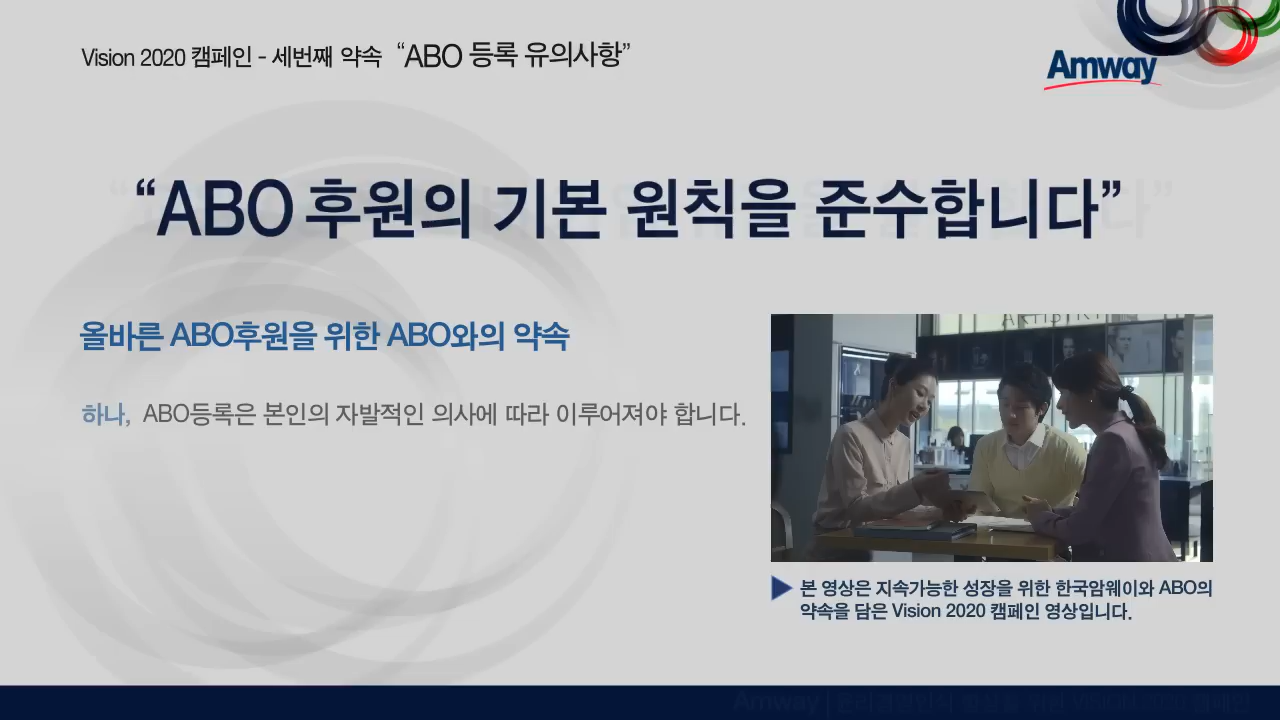 Vision 2020 캠페인 - 세번째 약속 “ABO 등록 유의사항”
Amway
“ABO 후원의 기본 원칙을 준수합니다”
올바른 ABO후원을 위한 ABO와의 약속
하나, ABO등록은 본인의 자발적인 의사에 따라 이루어져야 합니다.
본 영상은 지속가능한 성장을 위한 한국암웨이와 ABO의
약속을 담은 Vision 2020 캠페인 영상입니다.
Amway